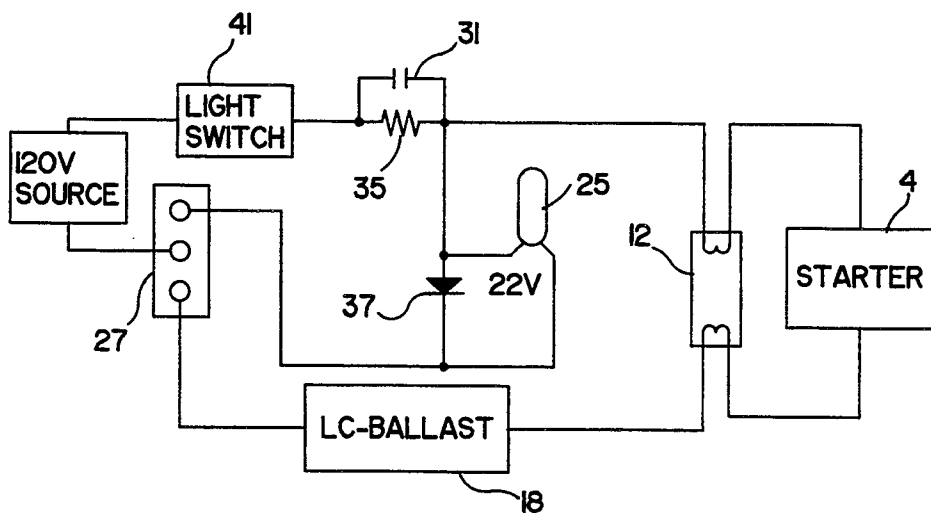 41
31
LIGHT
SWITCH
120V
SOURCE
35
25
4
12
STARTER
22V
37
27
LC-BALLAST
18